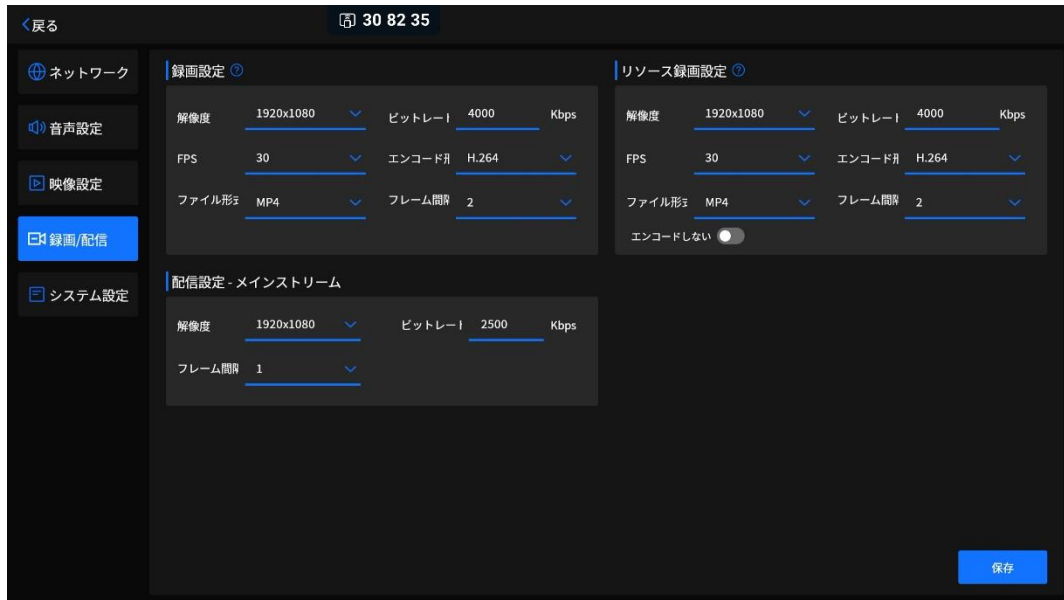 戻る
30 82 35
ネットワーク
音声設定
映像設定
録画/配信
システム設定
録画設定
解像度 1920x1080 ビットレート 4000 Kbps
FPS 30 エンコード H.264
ファイル形 MP4 フレーム間 2
リソース録画設定
解像度 1920x1080 ビットレート 4000 Kbps
FPS 30 エンコード H.264
ファイル形 MP4 フレーム間 2
エンコードしない
配信設定 - メインストリーム
解像度 1920x1080 ビットレート 2500 Kbps
フレーム間 1
保存